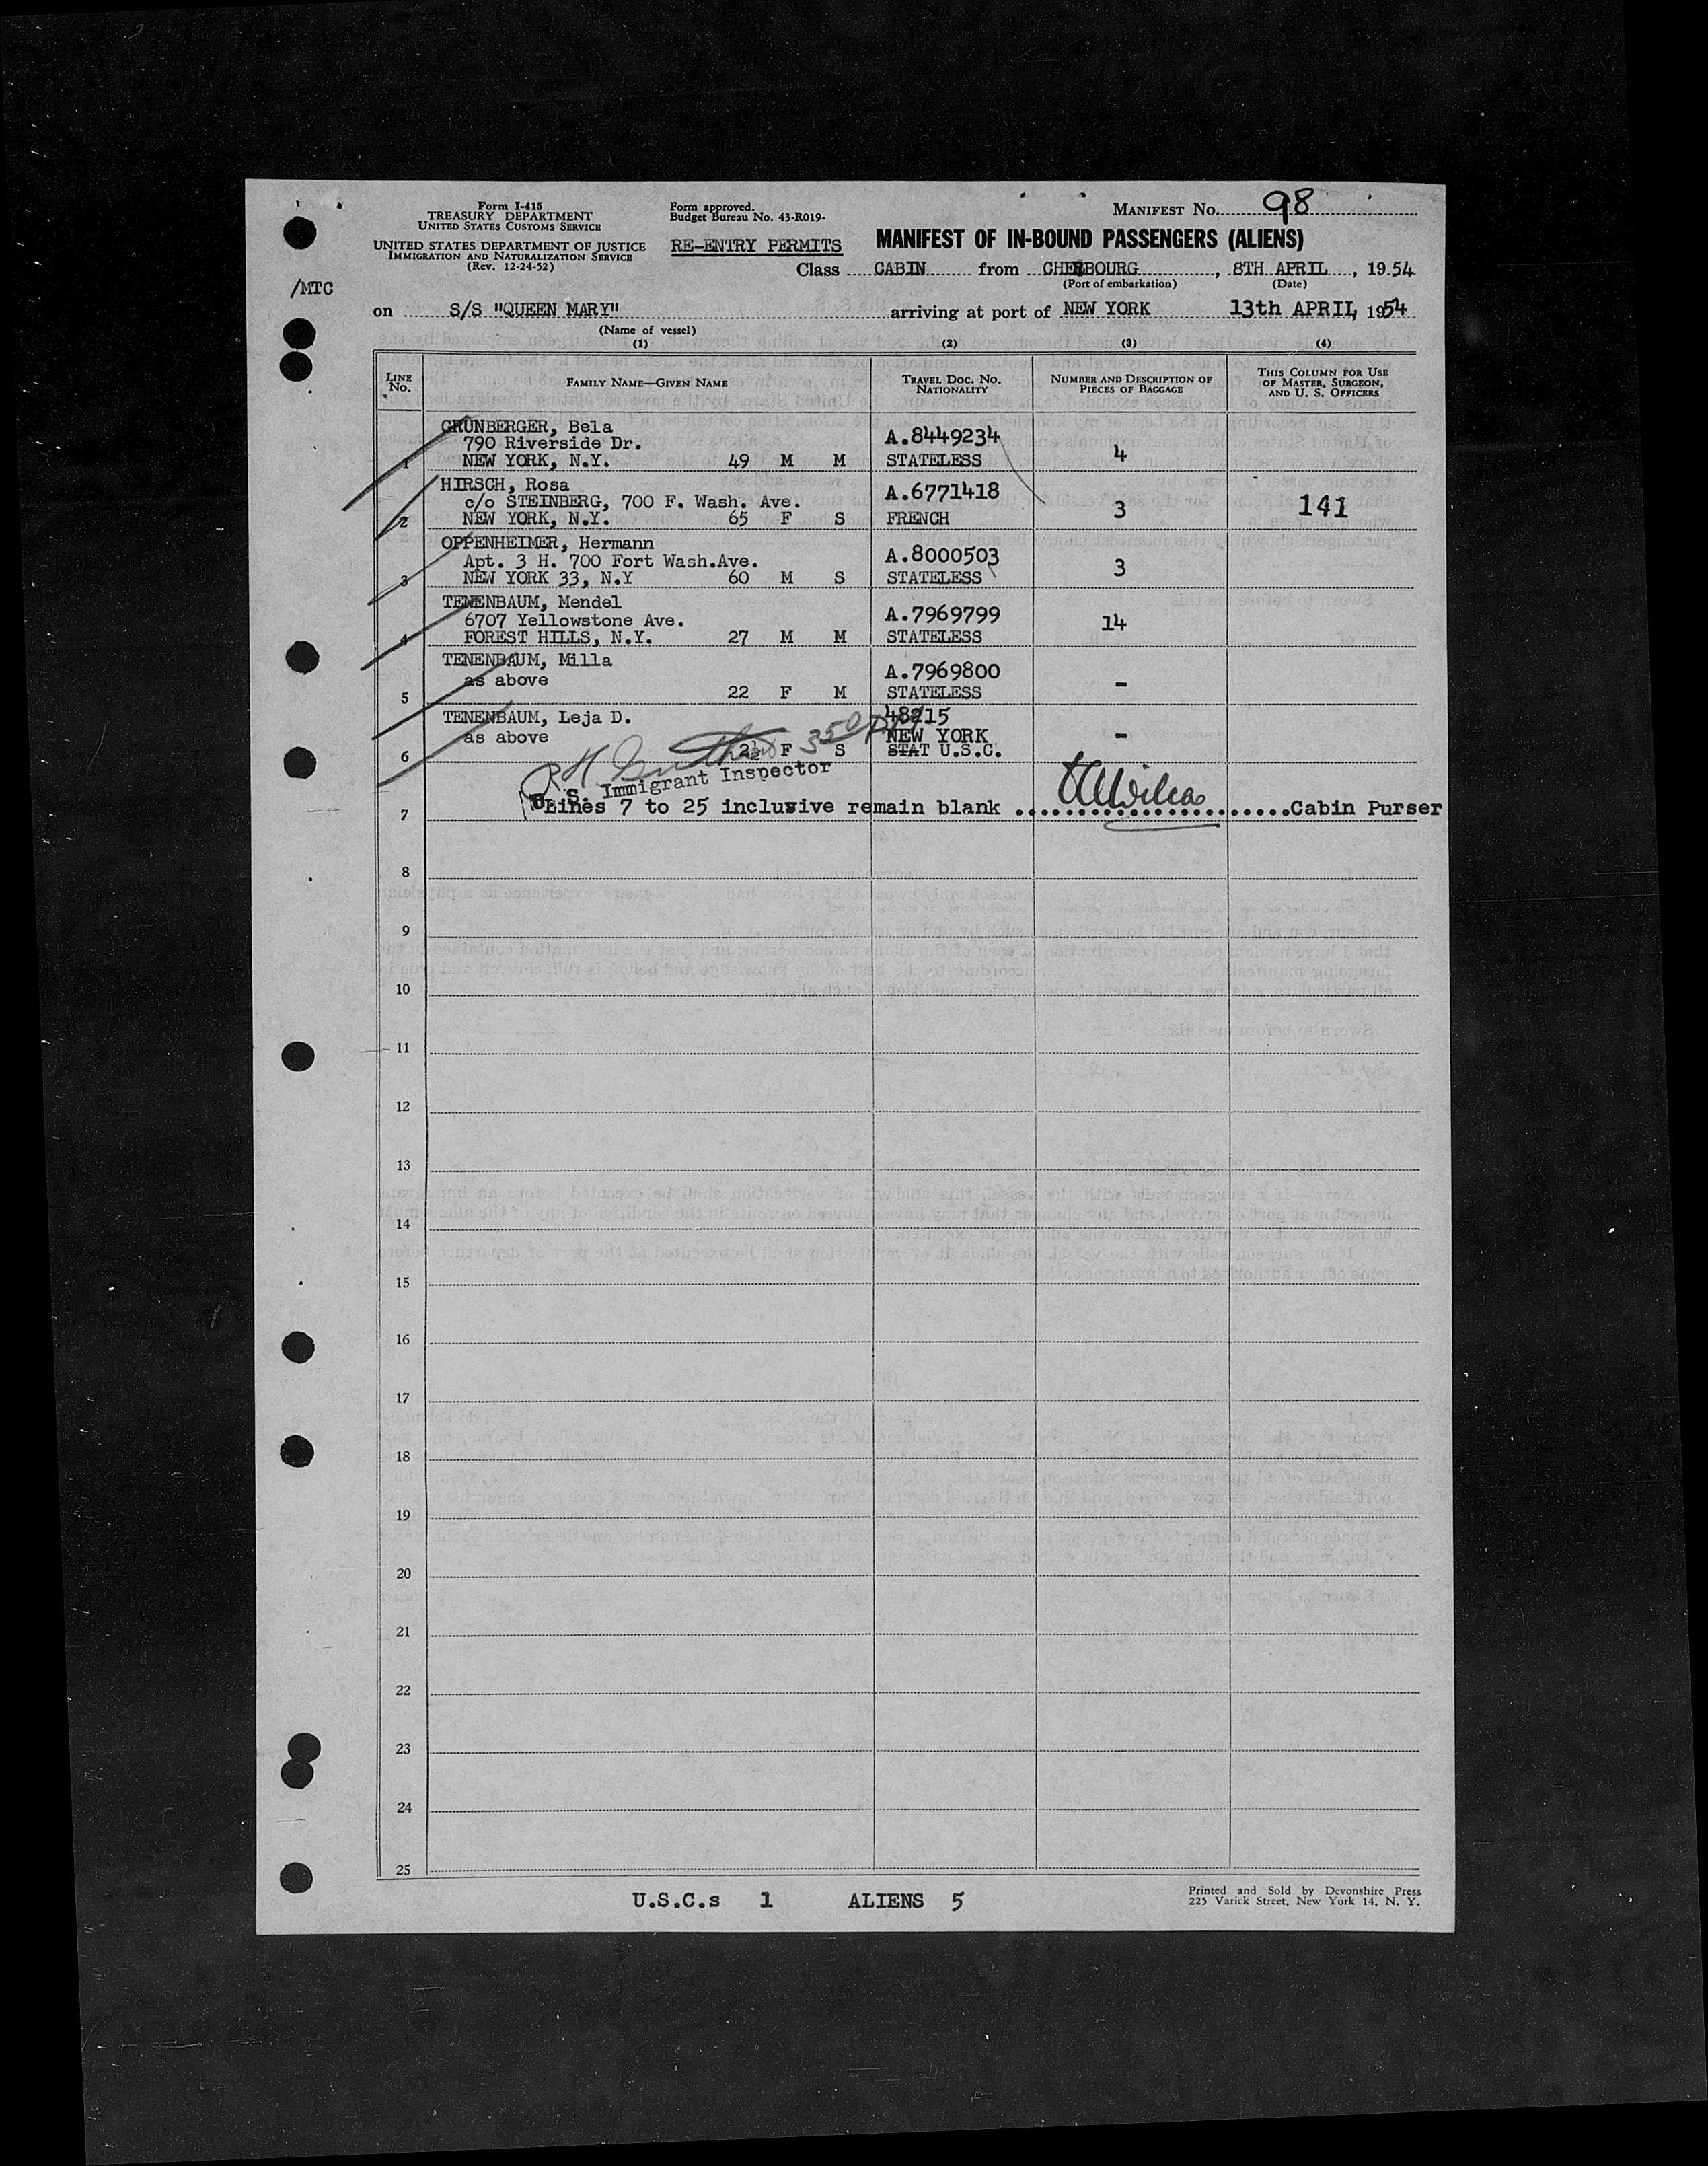 Form I-415
TREASURY DEPARTMENT
UNITED STATES CUSTOMS SERVICE
UNITED STATES DEPARTMENT OF JUSTICE
IMMIGRATION AND NATURALIZATION SERVICE
(Rev. 12-24-52)
/MTC
Form approved.
Budget Bureau No. 43-R019-
MANIFEST NO. 98
RE-ENTRY PERMITS MANIFEST OF IN-BOUND PASSENGERS (ALIENS)
Class CABIN from CHERBOURG, 8TH APRIL, 1954
(Port of embarkation) (Date)
on S/S "QUEEN MARY" arriving at port of NEW YORK 13th APRIL, 1954
(Name of vessel)
(1) (2) (3) (4)
LINE No. FAMILY NAME—GIVEN NAME TRAVEL DOC. NO. NATIONALITY NUMBER AND DESCRIPTION OF PIECES OF BAGGAGE THIS COLUMN FOR USE OF MASTER, SURGEON, AND U. S. OFFICERS
GRUNBERGER, Bela A.8449234
790 Riverside Dr.
1 NEW YORK, N.Y. 49 M M STATELESS 4
HIRSCH, Rosa A.6771418
c/o STEINBERG, 700 F. Wash. Ave.
2 NEW YORK, N.Y. 65 F S FRENCH 3 141
OPPENHEIMER, Hermann A.8000503
Apt. 3 H. 700 Fort Wash.Ave.
3 NEW YORK 33, N.Y 60 M S STATELESS 3
TENENBAUM, Mendel A.7969799
6707 Yellowstone Ave.
4 FOREST HILLS, N.Y. 27 M M STATELESS 14
TENENBAUM, Milla A.7969800
as above
5 22 F M STATELESS -
TENENBAUM, Leja D. 48215
as above NEW YORK -
6 2½ F S STAT U.S.C.
U. S. Immigrant Inspector
7 Lines 7 to 25 inclusive remain blank ......................Cabin Purser
8
9
10
11
12
13
14
15
16
17
18
19
20
21
22
23
24
25
U.S.C.s 1 ALIENS 5
Printed and Sold by Devonshire Press
225 Varick Street, New York 14, N. Y.